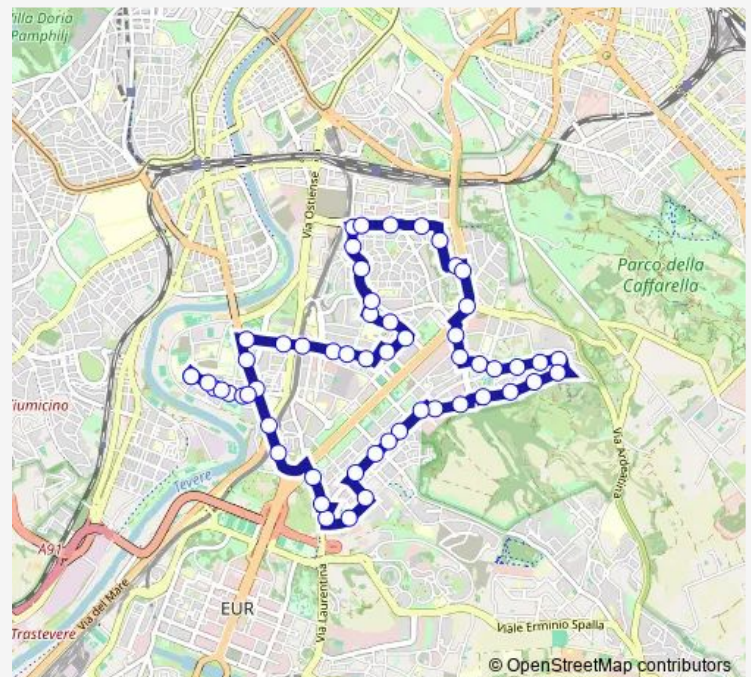 Villa Doria
Pamphilj
Via Ostiense
Parco della
Caffarella
Fiumicino
Tevere
Via Ardeatina
A91
Via del Mare
EUR
Via Laurentina
Viale Erminio Spalla
Trastevere
© OpenStreetMap contributors